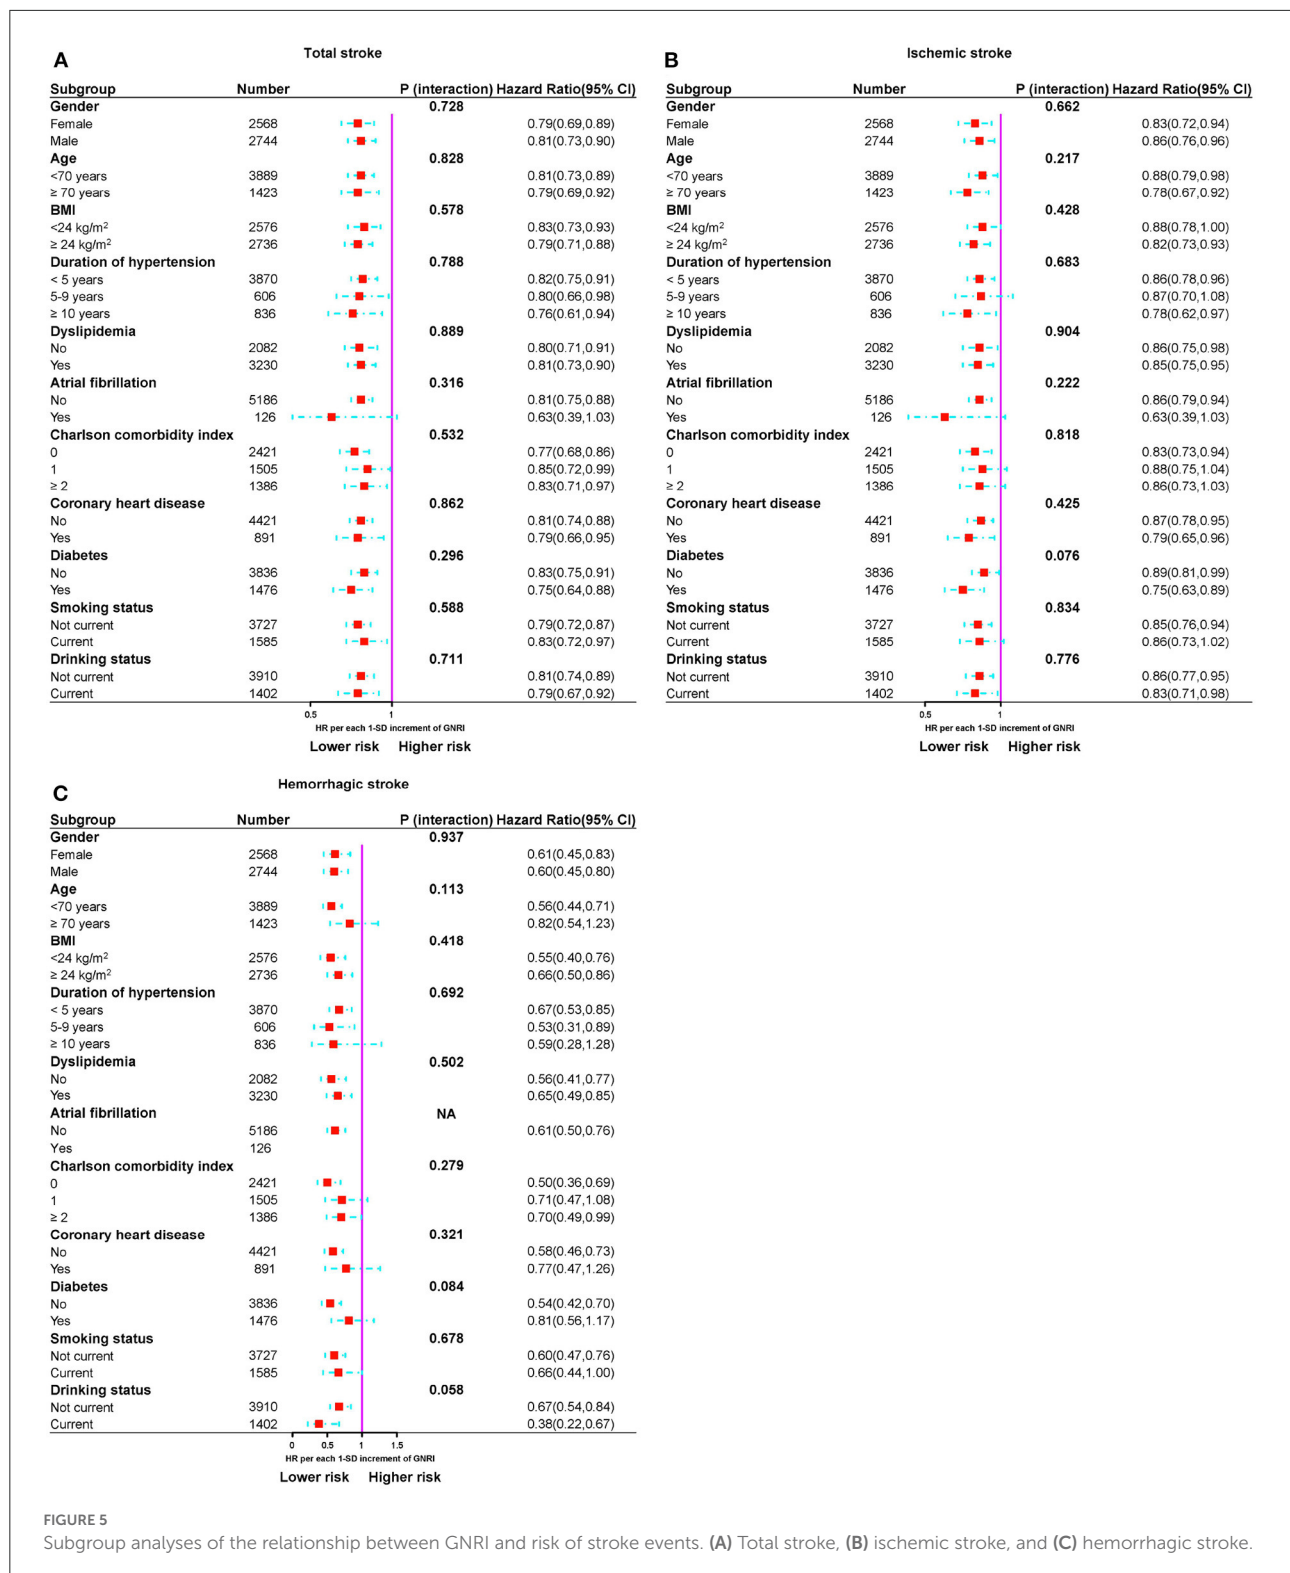 A
Total stroke
Subgroup Number P (interaction) Hazard Ratio(95% CI)
Gender 0.728
Female 2568 0.79(0.69,0.89)
Male 2744 0.81(0.73,0.90)
Age 0.828
<70 years 3889 0.81(0.73,0.89)
≥ 70 years 1423 0.79(0.69,0.92)
BMI 0.578
<24 kg/m² 2576 0.83(0.73,0.93)
≥ 24 kg/m² 2736 0.79(0.71,0.88)
Duration of hypertension 0.788
< 5 years 3870 0.82(0.75,0.91)
5-9 years 606 0.80(0.66,0.98)
≥ 10 years 836 0.76(0.61,0.94)
Dyslipidemia 0.889
No 2082 0.80(0.71,0.91)
Yes 3230 0.81(0.73,0.90)
Atrial fibrillation 0.316
No 5186 0.81(0.75,0.88)
Yes 126 0.63(0.39,1.03)
Charlson comorbidity index 0.532
0 2421 0.77(0.68,0.86)
1 1505 0.85(0.72,0.99)
≥ 2 1386 0.83(0.71,0.97)
Coronary heart disease 0.862
No 4421 0.81(0.74,0.88)
Yes 891 0.79(0.66,0.95)
Diabetes 0.296
No 3836 0.83(0.75,0.91)
Yes 1476 0.75(0.64,0.88)
Smoking status 0.588
Not current 3727 0.79(0.72,0.87)
Current 1585 0.83(0.72,0.97)
Drinking status 0.711
Not current 3910 0.81(0.74,0.89)
Current 1402 0.79(0.67,0.92)
0.5 1
HR per each 1-SD increment of GNRI
Lower risk Higher risk
B
Ischemic stroke
Subgroup Number P (interaction) Hazard Ratio(95% CI)
Gender 0.662
Female 2568 0.83(0.72,0.94)
Male 2744 0.86(0.76,0.96)
Age 0.217
<70 years 3889 0.88(0.79,0.98)
≥ 70 years 1423 0.78(0.67,0.92)
BMI 0.428
<24 kg/m² 2576 0.88(0.78,1.00)
≥ 24 kg/m² 2736 0.82(0.73,0.93)
Duration of hypertension 0.683
< 5 years 3870 0.86(0.78,0.96)
5-9 years 606 0.87(0.70,1.08)
≥ 10 years 836 0.78(0.62,0.97)
Dyslipidemia 0.904
No 2082 0.86(0.75,0.98)
Yes 3230 0.85(0.75,0.95)
Atrial fibrillation 0.222
No 5186 0.86(0.79,0.94)
Yes 126 0.63(0.39,1.03)
Charlson comorbidity index 0.818
0 2421 0.83(0.73,0.94)
1 1505 0.88(0.75,1.04)
≥ 2 1386 0.86(0.73,1.03)
Coronary heart disease 0.425
No 4421 0.87(0.78,0.95)
Yes 891 0.79(0.65,0.96)
Diabetes 0.076
No 3836 0.89(0.81,0.99)
Yes 1476 0.75(0.63,0.89)
Smoking status 0.834
Not current 3727 0.85(0.76,0.94)
Current 1585 0.86(0.73,1.02)
Drinking status 0.776
Not current 3910 0.86(0.77,0.95)
Current 1402 0.83(0.71,0.98)
0.5 1
HR per each 1-SD increment of GNRI
Lower risk Higher risk
C
Hemorrhagic stroke
Subgroup Number P (interaction) Hazard Ratio(95% CI)
Gender 0.937
Female 2568 0.61(0.45,0.83)
Male 2744 0.60(0.45,0.80)
Age 0.113
<70 years 3889 0.56(0.44,0.71)
≥ 70 years 1423 0.82(0.54,1.23)
BMI 0.418
<24 kg/m² 2576 0.55(0.40,0.76)
≥ 24 kg/m² 2736 0.66(0.50,0.86)
Duration of hypertension 0.692
< 5 years 3870 0.67(0.53,0.85)
5-9 years 606 0.53(0.31,0.89)
≥ 10 years 836 0.59(0.28,1.28)
Dyslipidemia 0.502
No 2082 0.56(0.41,0.77)
Yes 3230 0.65(0.49,0.85)
Atrial fibrillation NA
No 5186 0.61(0.50,0.76)
Yes 126
Charlson comorbidity index 0.279
0 2421 0.50(0.36,0.69)
1 1505 0.71(0.47,1.08)
≥ 2 1386 0.70(0.49,0.99)
Coronary heart disease 0.321
No 4421 0.58(0.46,0.73)
Yes 891 0.77(0.47,1.26)
Diabetes 0.084
No 3836 0.54(0.42,0.70)
Yes 1476 0.81(0.56,1.17)
Smoking status 0.678
Not current 3727 0.60(0.47,0.76)
Current 1585 0.66(0.44,1.00)
Drinking status 0.058
Not current 3910 0.67(0.54,0.84)
Current 1402 0.38(0.22,0.67)
0 0.5 1 1.5
HR per each 1-SD increment of GNRI
Lower risk Higher risk
FIGURE 5
Subgroup analyses of the relationship between GNRI and risk of stroke events. (A) Total stroke, (B) ischemic stroke, and (C) hemorrhagic stroke.